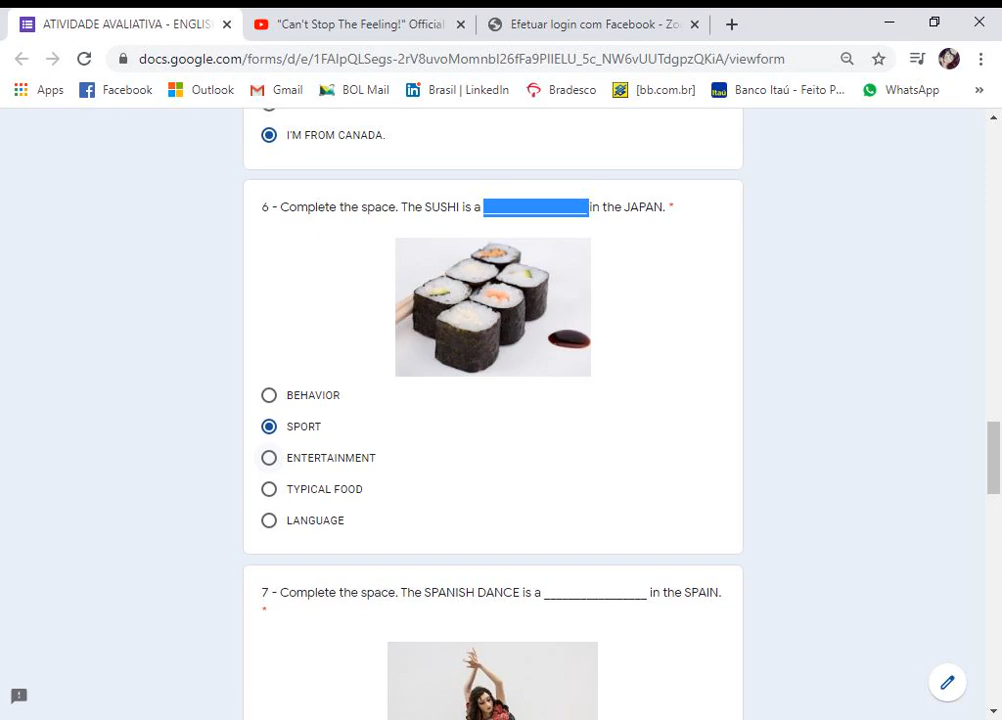 ATIVIDADE AVALIATIVA - ENGLIS
"Can't Stop The Feeling!" Official
Efetuar login com Facebook - Zo
docs.google.com/forms/d/e/1FAIpQLSegs-2rV8uvoMomnbI26fFa9PIIELU_5c_NW6vUUTdgpzQKiA/viewform
Apps Facebook Outlook Gmail BOL Mail Brasil | LinkedIn Bradesco [bb.com.br] Itaú Banco Itaú - Feito P... WhatsApp »
I'M FROM CANADA.
6 - Complete the space. The SUSHI is a _________________ in the JAPAN. *
BEHAVIOR
SPORT
ENTERTAINMENT
TYPICAL FOOD
LANGUAGE
7 - Complete the space. The SPANISH DANCE is a _________________ in the SPAIN.
*